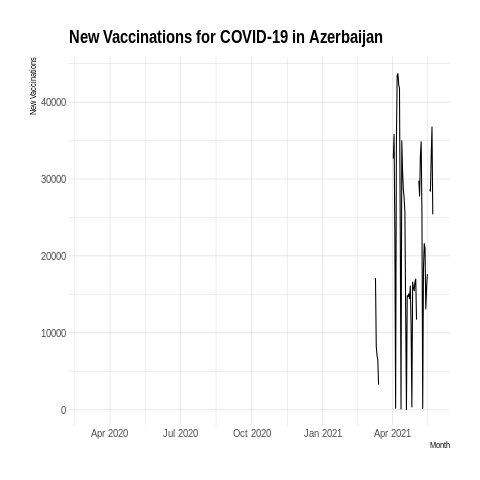 New Vaccinations for COVID-19 in Azerbaijan
New Vaccinations
40000
30000
20000
10000
0
Apr 2020 Jul 2020 Oct 2020 Jan 2021 Apr 2021
Month